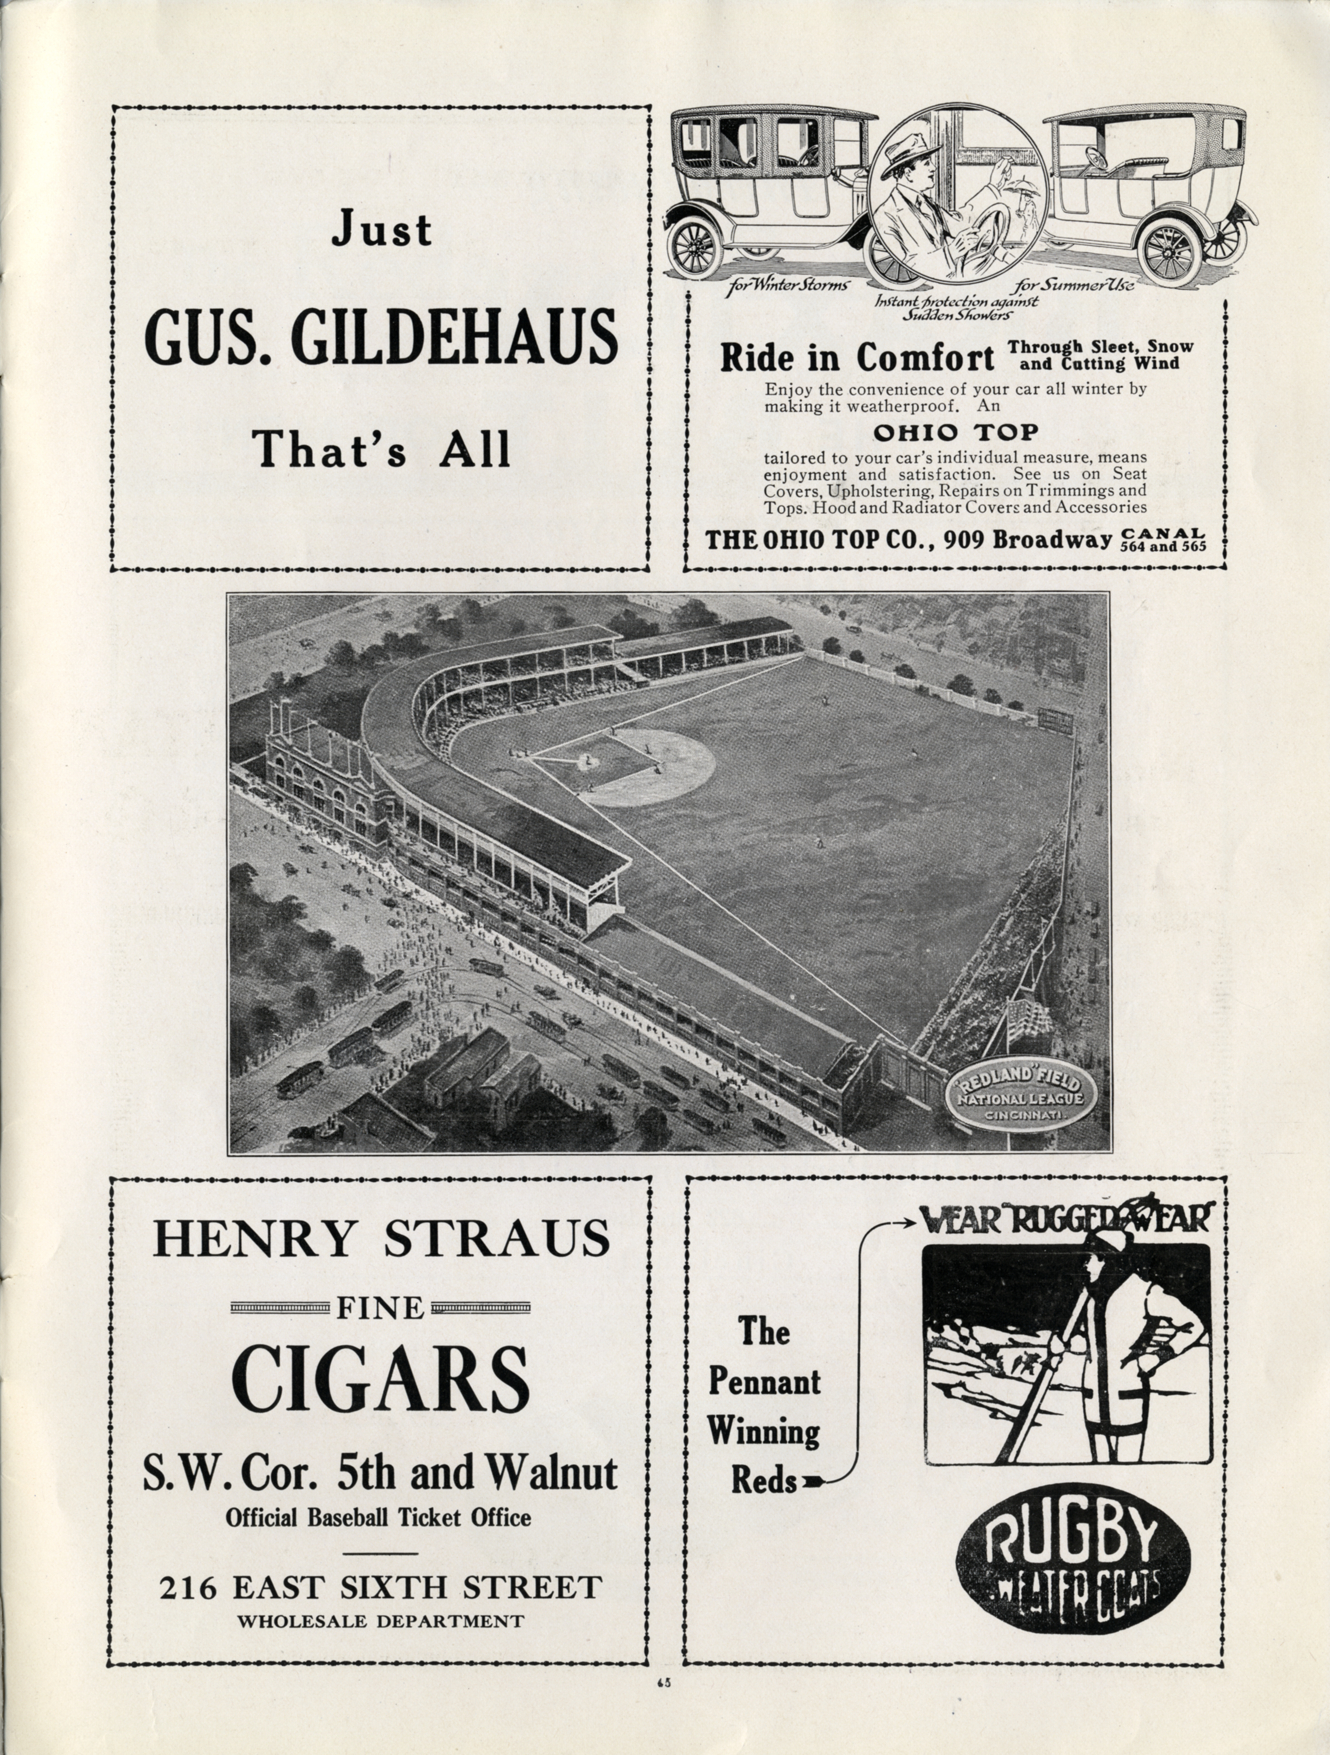 Just
GUS. GILDEHAUS
That's All
for Winter Storms
for Summer Use
Instant protection against
Sudden Showers
Ride in Comfort Through Sleet, Snow
and Cutting Wind
Enjoy the convenience of your car all winter by
making it weatherproof. An
OHIO TOP
tailored to your car's individual measure, means
enjoyment and satisfaction. See us on Seat
Covers, Upholstering, Repairs on Trimmings and
Tops. Hood and Radiator Covers and Accessories
THE OHIO TOP CO., 909 Broadway CANAL
564 and 565
"REDLAND" FIELD
NATIONAL LEAGUE
CINCINNATI.
HENRY STRAUS
FINE
CIGARS
S.W. Cor. 5th and Walnut
Official Baseball Ticket Office
216 EAST SIXTH STREET
WHOLESALE DEPARTMENT
WEAR "RUGGED WEAR"
The
Pennant
Winning
Reds
RUGBY
WEATER COATS
65